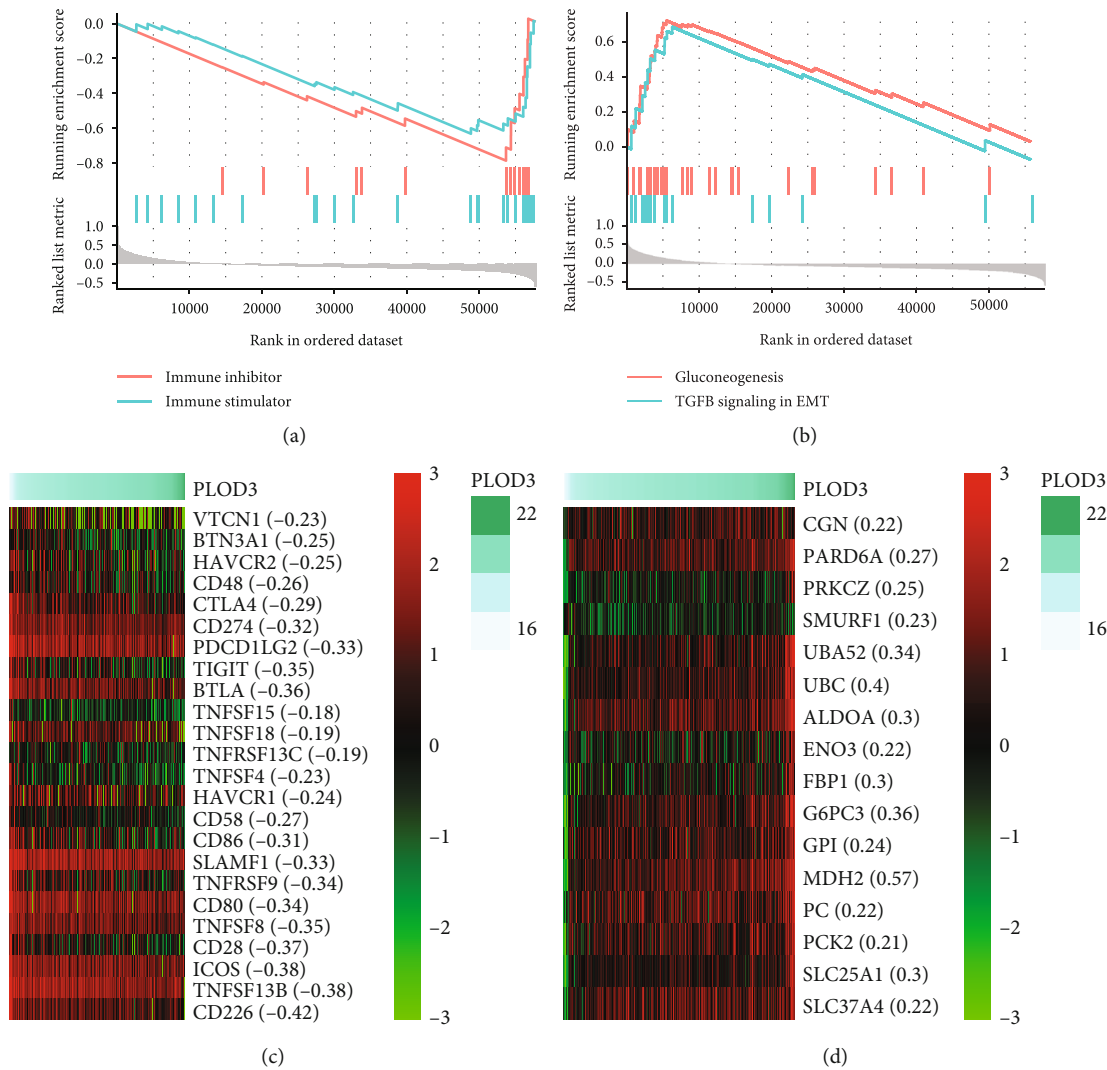 Running enrichment score
0.0
−0.2
−0.4
−0.6
−0.8
Ranked list metric
1.0
0.5
0.0
−0.5
10000 20000 30000 40000 50000
Rank in ordered dataset
Immune inhibitor
Immune stimulator
(a)
Running enrichment score
0.6
0.4
0.2
0.0
Ranked list metric
1.0
0.5
0.0
−0.5
10000 20000 30000 40000 50000
Rank in ordered dataset
Gluconeogenesis
TGFB signaling in EMT
(b)
PLOD3
VTCN1 (−0.23)
BTN3A1 (−0.25)
HAVCR2 (−0.25)
CD48 (−0.26)
CTLA4 (−0.29)
CD274 (−0.32)
PDCD1LG2 (−0.33)
TIGIT (−0.35)
BTLA (−0.36)
TNFSF15 (−0.18)
TNFSF18 (−0.19)
TNFRSF13C (−0.19)
TNFSF4 (−0.23)
HAVCR1 (−0.24)
CD58 (−0.27)
CD86 (−0.31)
SLAMF1 (−0.33)
TNFRSF9 (−0.34)
CD80 (−0.34)
TNFSF8 (−0.35)
CD28 (−0.37)
ICOS (−0.38)
TNFSF13B (−0.38)
CD226 (−0.42)
3
2
1
0
−1
−2
−3
PLOD3
22
16
(c)
PLOD3
CGN (0.22)
PARD6A (0.27)
PRKCZ (0.25)
SMURF1 (0.23)
UBA52 (0.34)
UBC (0.4)
ALDOA (0.3)
ENO3 (0.22)
FBP1 (0.3)
G6PC3 (0.36)
GPI (0.24)
MDH2 (0.57)
PC (0.22)
PCK2 (0.21)
SLC25A1 (0.3)
SLC37A4 (0.22)
3
2
1
0
−1
−2
−3
PLOD3
22
16
(d)